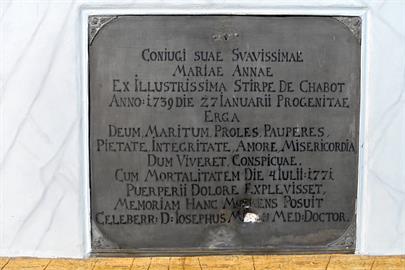 Coniugi suae Svavissimae
Mariae Annae
Ex Illustrissima Stirpe De Chabot
Anno: 1739 Die 27 Ianuarii Progenitae
Erga
Deum, Maritum, Proles, Pauperes,
Pietate, Integritate, Amore, Misericordia
Dum Viveret, Conspicuae.
Cum Mortalitatem Die 4 Iulii: 1771
Puerperii Dolore Explevisset,
Memoriam Hanc Moerens Posuit
Celeberr: D: Iosephus Med: Doctor.